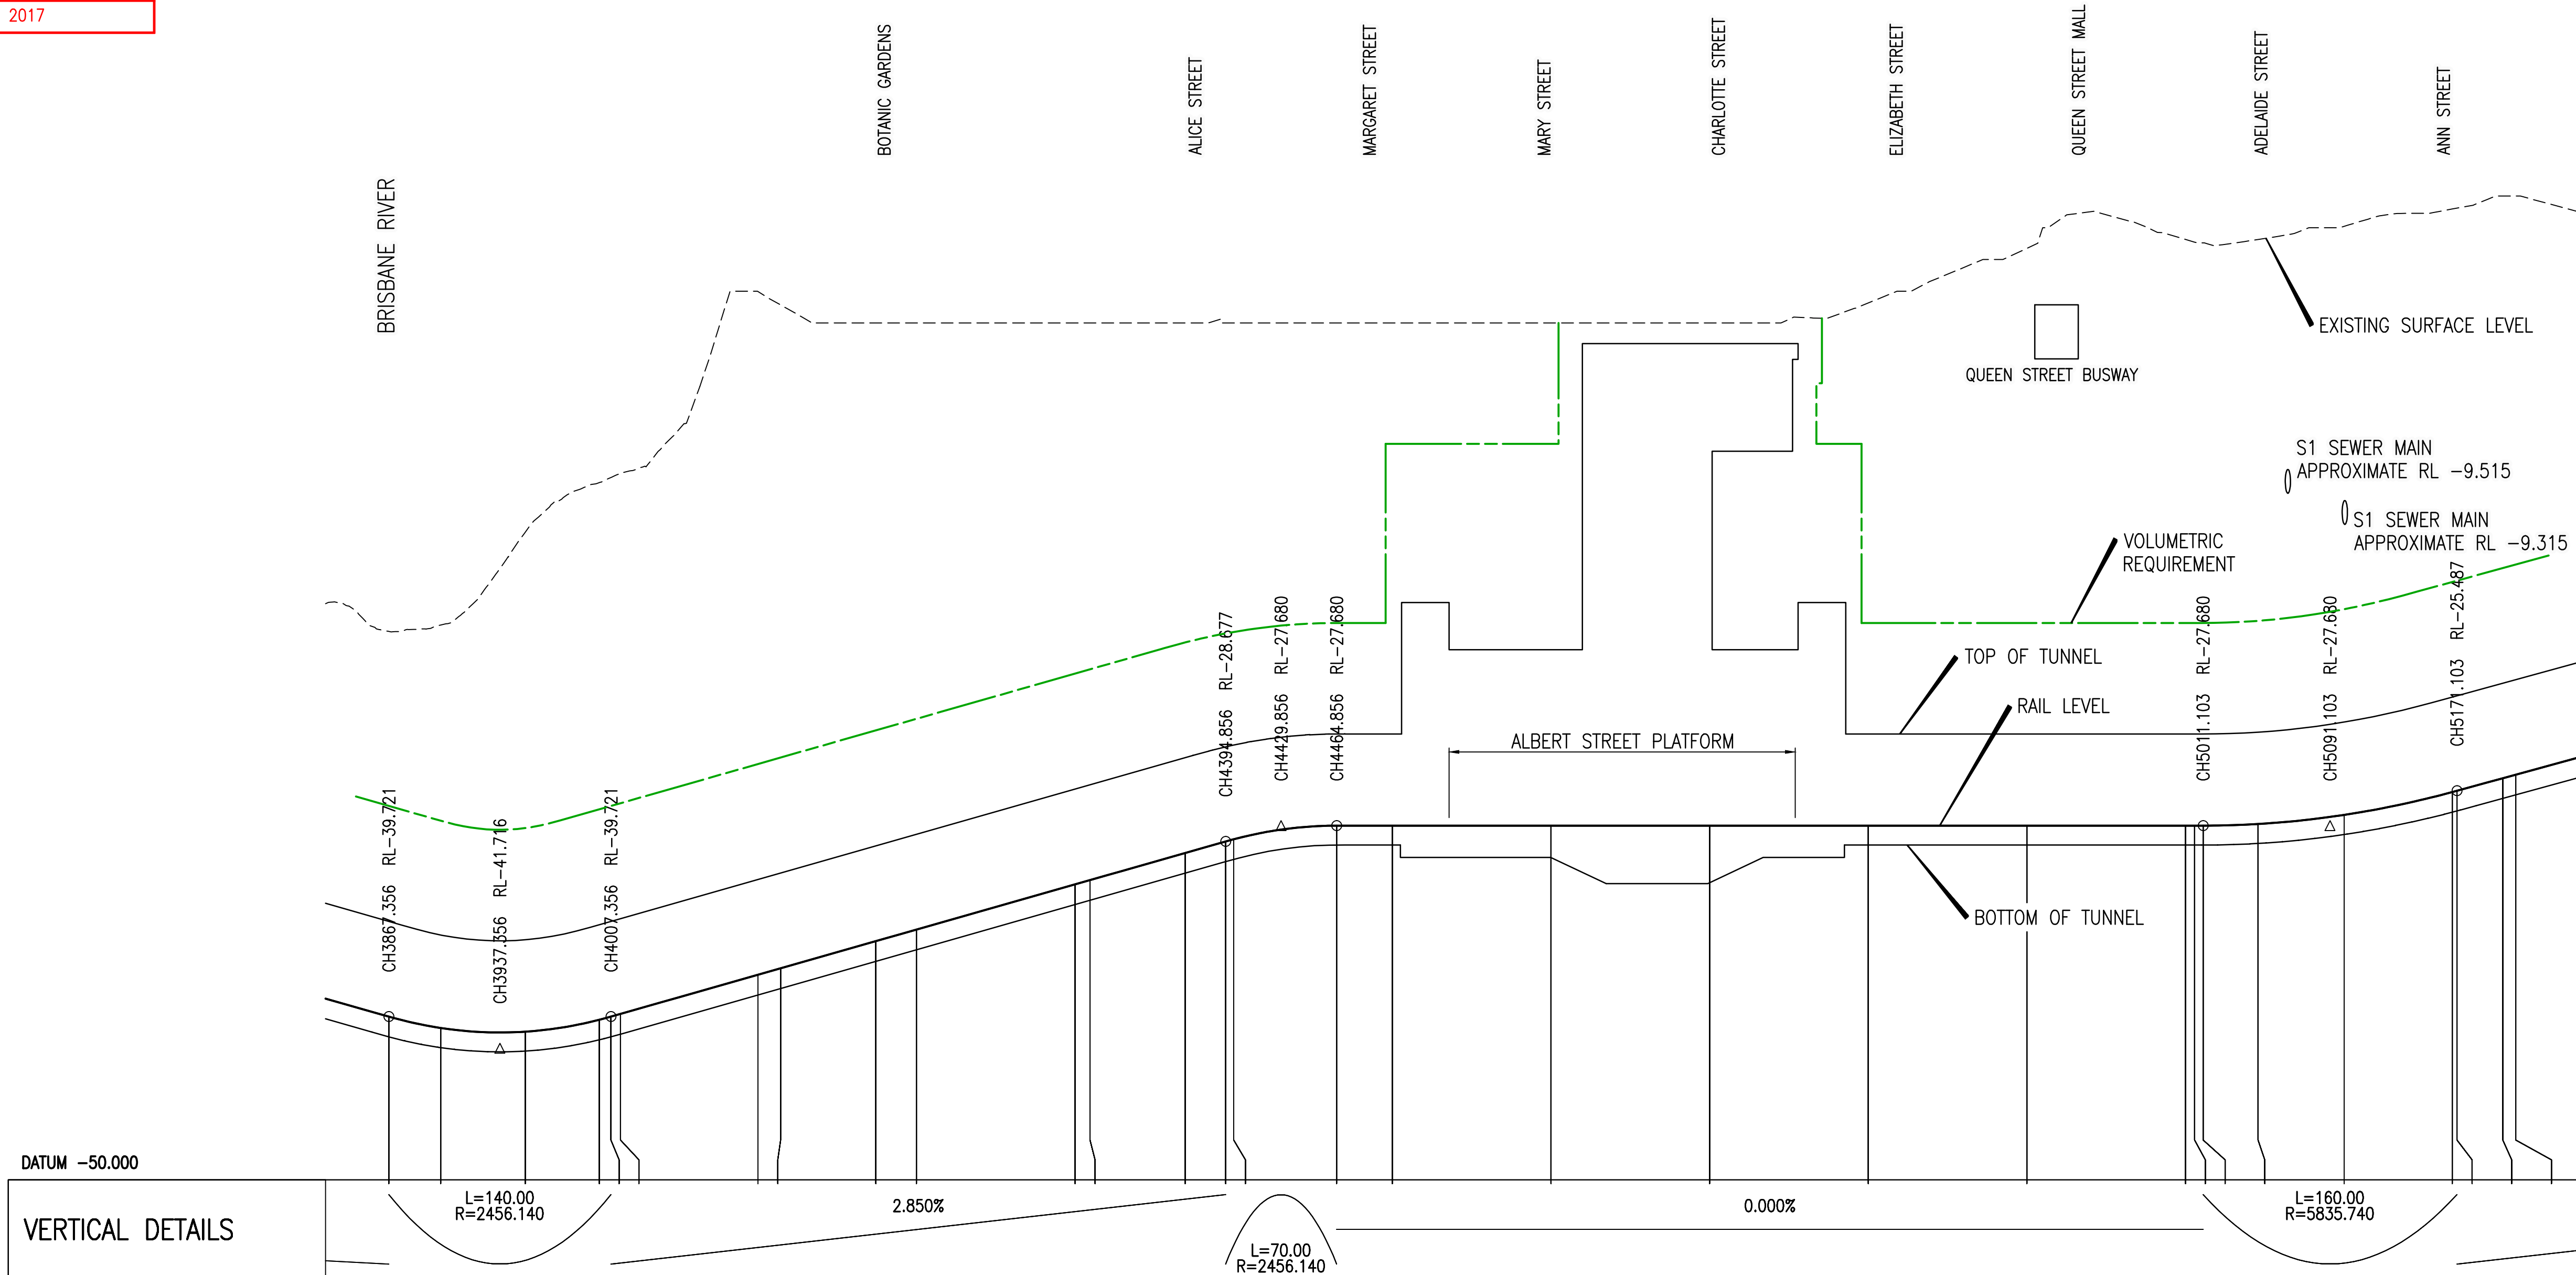 2017
BRISBANE RIVER
BOTANIC GARDENS
ALICE STREET
MARGARET STREET
MARY STREET
CHARLOTTE STREET
ELIZABETH STREET
QUEEN STREET MALL
ADELAIDE STREET
ANN STREET
EXISTING SURFACE LEVEL
QUEEN STREET BUSWAY
S1 SEWER MAIN
APPROXIMATE RL -9.515
S1 SEWER MAIN
APPROXIMATE RL -9.315
VOLUMETRIC
REQUIREMENT
TOP OF TUNNEL
RAIL LEVEL
ALBERT STREET PLATFORM
BOTTOM OF TUNNEL
CH3867.356 RL-39.721
CH3937.356 RL-41.716
CH4007.356 RL-39.721
CH4394.856 RL-28.677
CH4429.856 RL-27.680
CH4464.856 RL-27.680
CH5011.103 RL-27.680
CH5091.103 RL-27.680
CH5171.103 RL-25.487
DATUM -50.000
VERTICAL DETAILS
L=140.00
R=2456.140
2.850%
L=70.00
R=2456.140
0.000%
L=160.00
R=5835.740